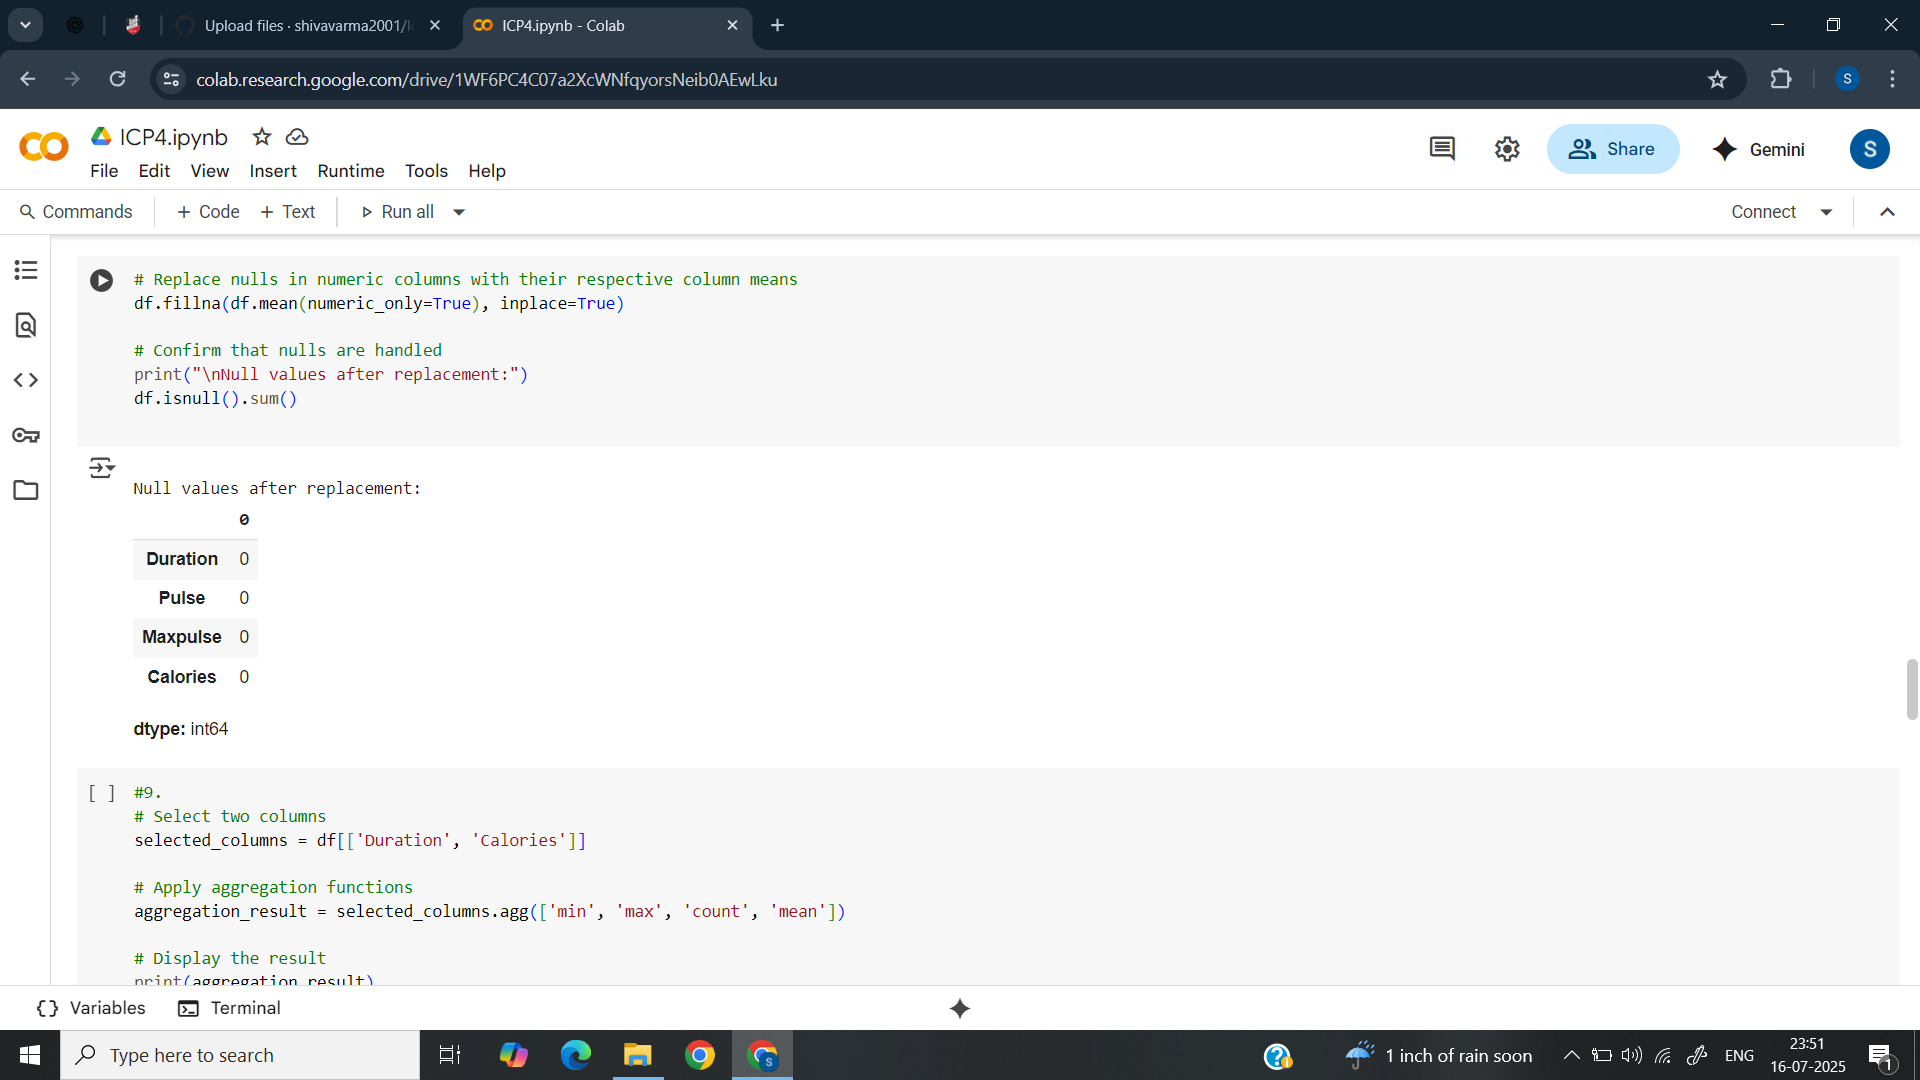 Upload files · shivavarma2001/
ICP4.ipynb - Colab
colab.research.google.com/drive/1WF6PC4C07a2XcWNfqyorsNeib0AEwLku
S
ICP4.ipynb
File Edit View Insert Runtime Tools Help
Share
Gemini
S
Commands + Code + Text Run all
Connect
# Replace nulls in numeric columns with their respective column means
df.fillna(df.mean(numeric_only=True), inplace=True)
# Confirm that nulls are handled
print("\nNull values after replacement:")
df.isnull().sum()
Null values after replacement:
0
Duration 0
Pulse 0
Maxpulse 0
Calories 0
dtype: int64
[ ] #9.
# Select two columns
selected_columns = df[['Duration', 'Calories']]
# Apply aggregation functions
aggregation_result = selected_columns.agg(['min', 'max', 'count', 'mean'])
# Display the result
print(aggregation_result)
Variables Terminal
Type here to search
S
1 inch of rain soon
ENG
23:51
16-07-2025
1